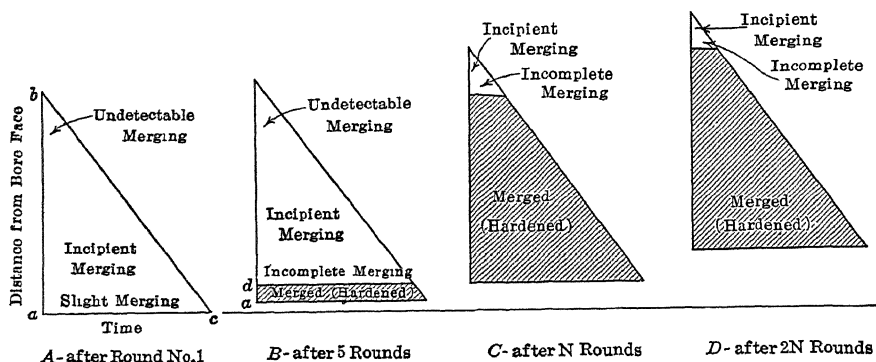 Distance from Bore Face
b
Undetectable
Merging
Incipient
Merging
Slight Merging
a
c
Time
A-after Round No.1
Undetectable
Merging
Incipient
Merging
Incomplete Merging
d
Merged (Hardened)
a
B-after 5 Rounds
Incipient
Merging
Incomplete
Merging
Merged
(Hardened)
C-after N Rounds
Incipient
Merging
Incomplete
Merging
Merged
(Hardened)
D-after 2N Rounds